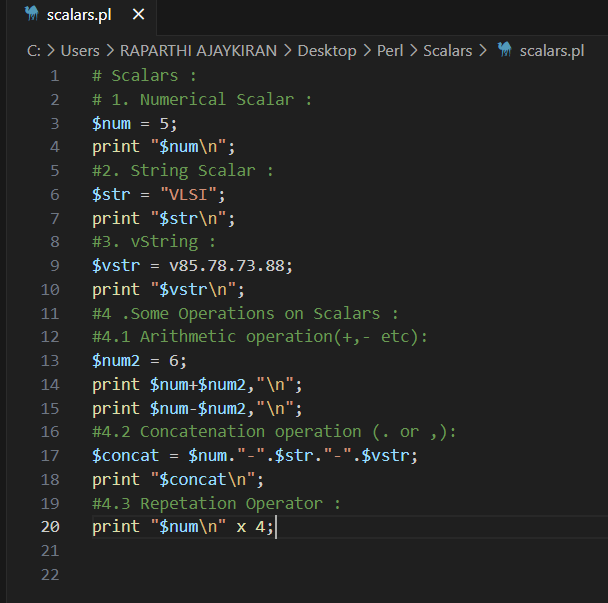 scalars.pl ×
C: > Users > RAPARTHI AJAYKIRAN > Desktop > Perl > Scalars > scalars.pl
1 # Scalars :
2 # 1. Numerical Scalar :
3 $num = 5;
4 print "$num\n";
5 #2. String Scalar :
6 $str = "VLSI";
7 print "$str\n";
8 #3. vString :
9 $vstr = v85.78.73.88;
10 print "$vstr\n";
11 #4 .Some Operations on Scalars :
12 #4.1 Arithmetic operation(+,- etc):
13 $num2 = 6;
14 print $num+$num2,"\n";
15 print $num-$num2,"\n";
16 #4.2 Concatenation operation (. or ,):
17 $concat = $num."-".$str."-".$vstr;
18 print "$concat\n";
19 #4.3 Repetation Operator :
20 print "$num\n" x 4;
21
22